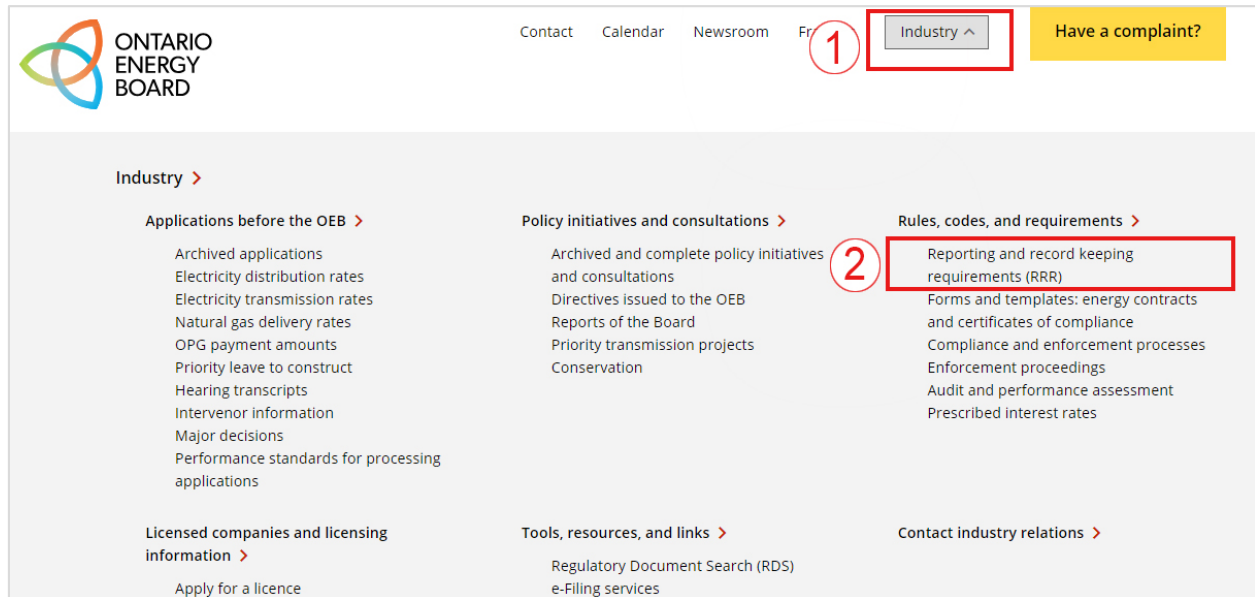 ONTARIO
ENERGY
BOARD
Contact Calendar Newsroom 1 Industry Have a complaint?
Industry
Applications before the OEB
Archived applications
Electricity distribution rates
Electricity transmission rates
Natural gas delivery rates
OPG payment amounts
Priority leave to construct
Hearing transcripts
Intervenor information
Major decisions
Performance standards for processing
applications
Policy initiatives and consultations
Archived and complete policy initiatives
and consultations
Directives issued to the OEB
Reports of the Board
Priority transmission projects
Conservation
Rules, codes, and requirements
2
Reporting and record keeping
requirements (RRR)
Forms and templates: energy contracts
and certificates of compliance
Compliance and enforcement processes
Enforcement proceedings
Audit and performance assessment
Prescribed interest rates
Licensed companies and licensing
information
Apply for a licence
Tools, resources, and links
Regulatory Document Search (RDS)
e-Filing services
Contact industry relations